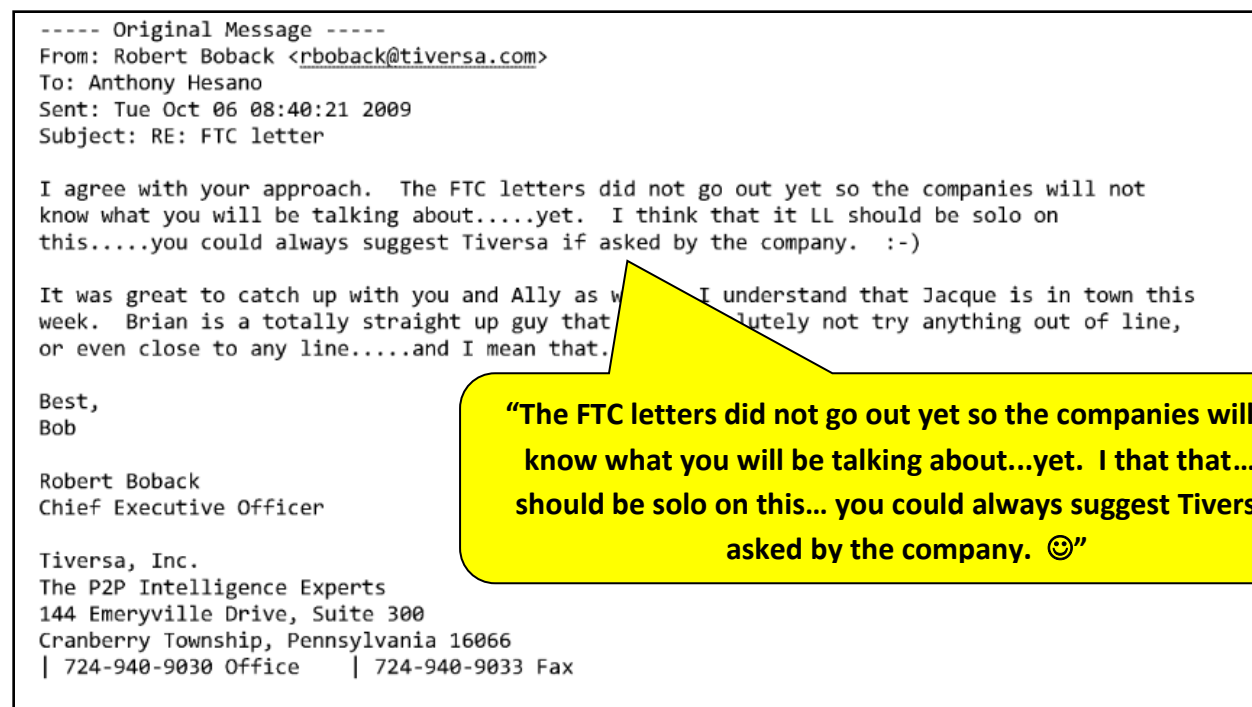 ----- Original Message -----
From: Robert Boback <rboback@tiversa.com>
To: Anthony Hesano
Sent: Tue Oct 06 08:40:21 2009
Subject: RE: FTC letter
I agree with your approach.  The FTC letters did not go out yet so the companies will not
know what you will be talking about.....yet.  I think that it LL should be solo on
this.....you could always suggest Tiversa if asked by the company.  :-)
It was great to catch up with you and Ally as I understand that Jacque is in town this
week.  Brian is a totally straight up guy that not try anything out of line,
or even close to any line.....and I mean that.
Best,
Bob
Robert Boback
Chief Executive Officer
Tiversa, Inc.
The P2P Intelligence Experts
144 Emeryville Drive, Suite 300
Cranberry Township, Pennsylvania 16066
| 724-940-9030 Office    | 724-940-9033 Fax
“The FTC letters did not go out yet so the companies will
know what you will be talking about...yet.  I that that…
should be solo on this… you could always suggest
asked by the company.  ☺”